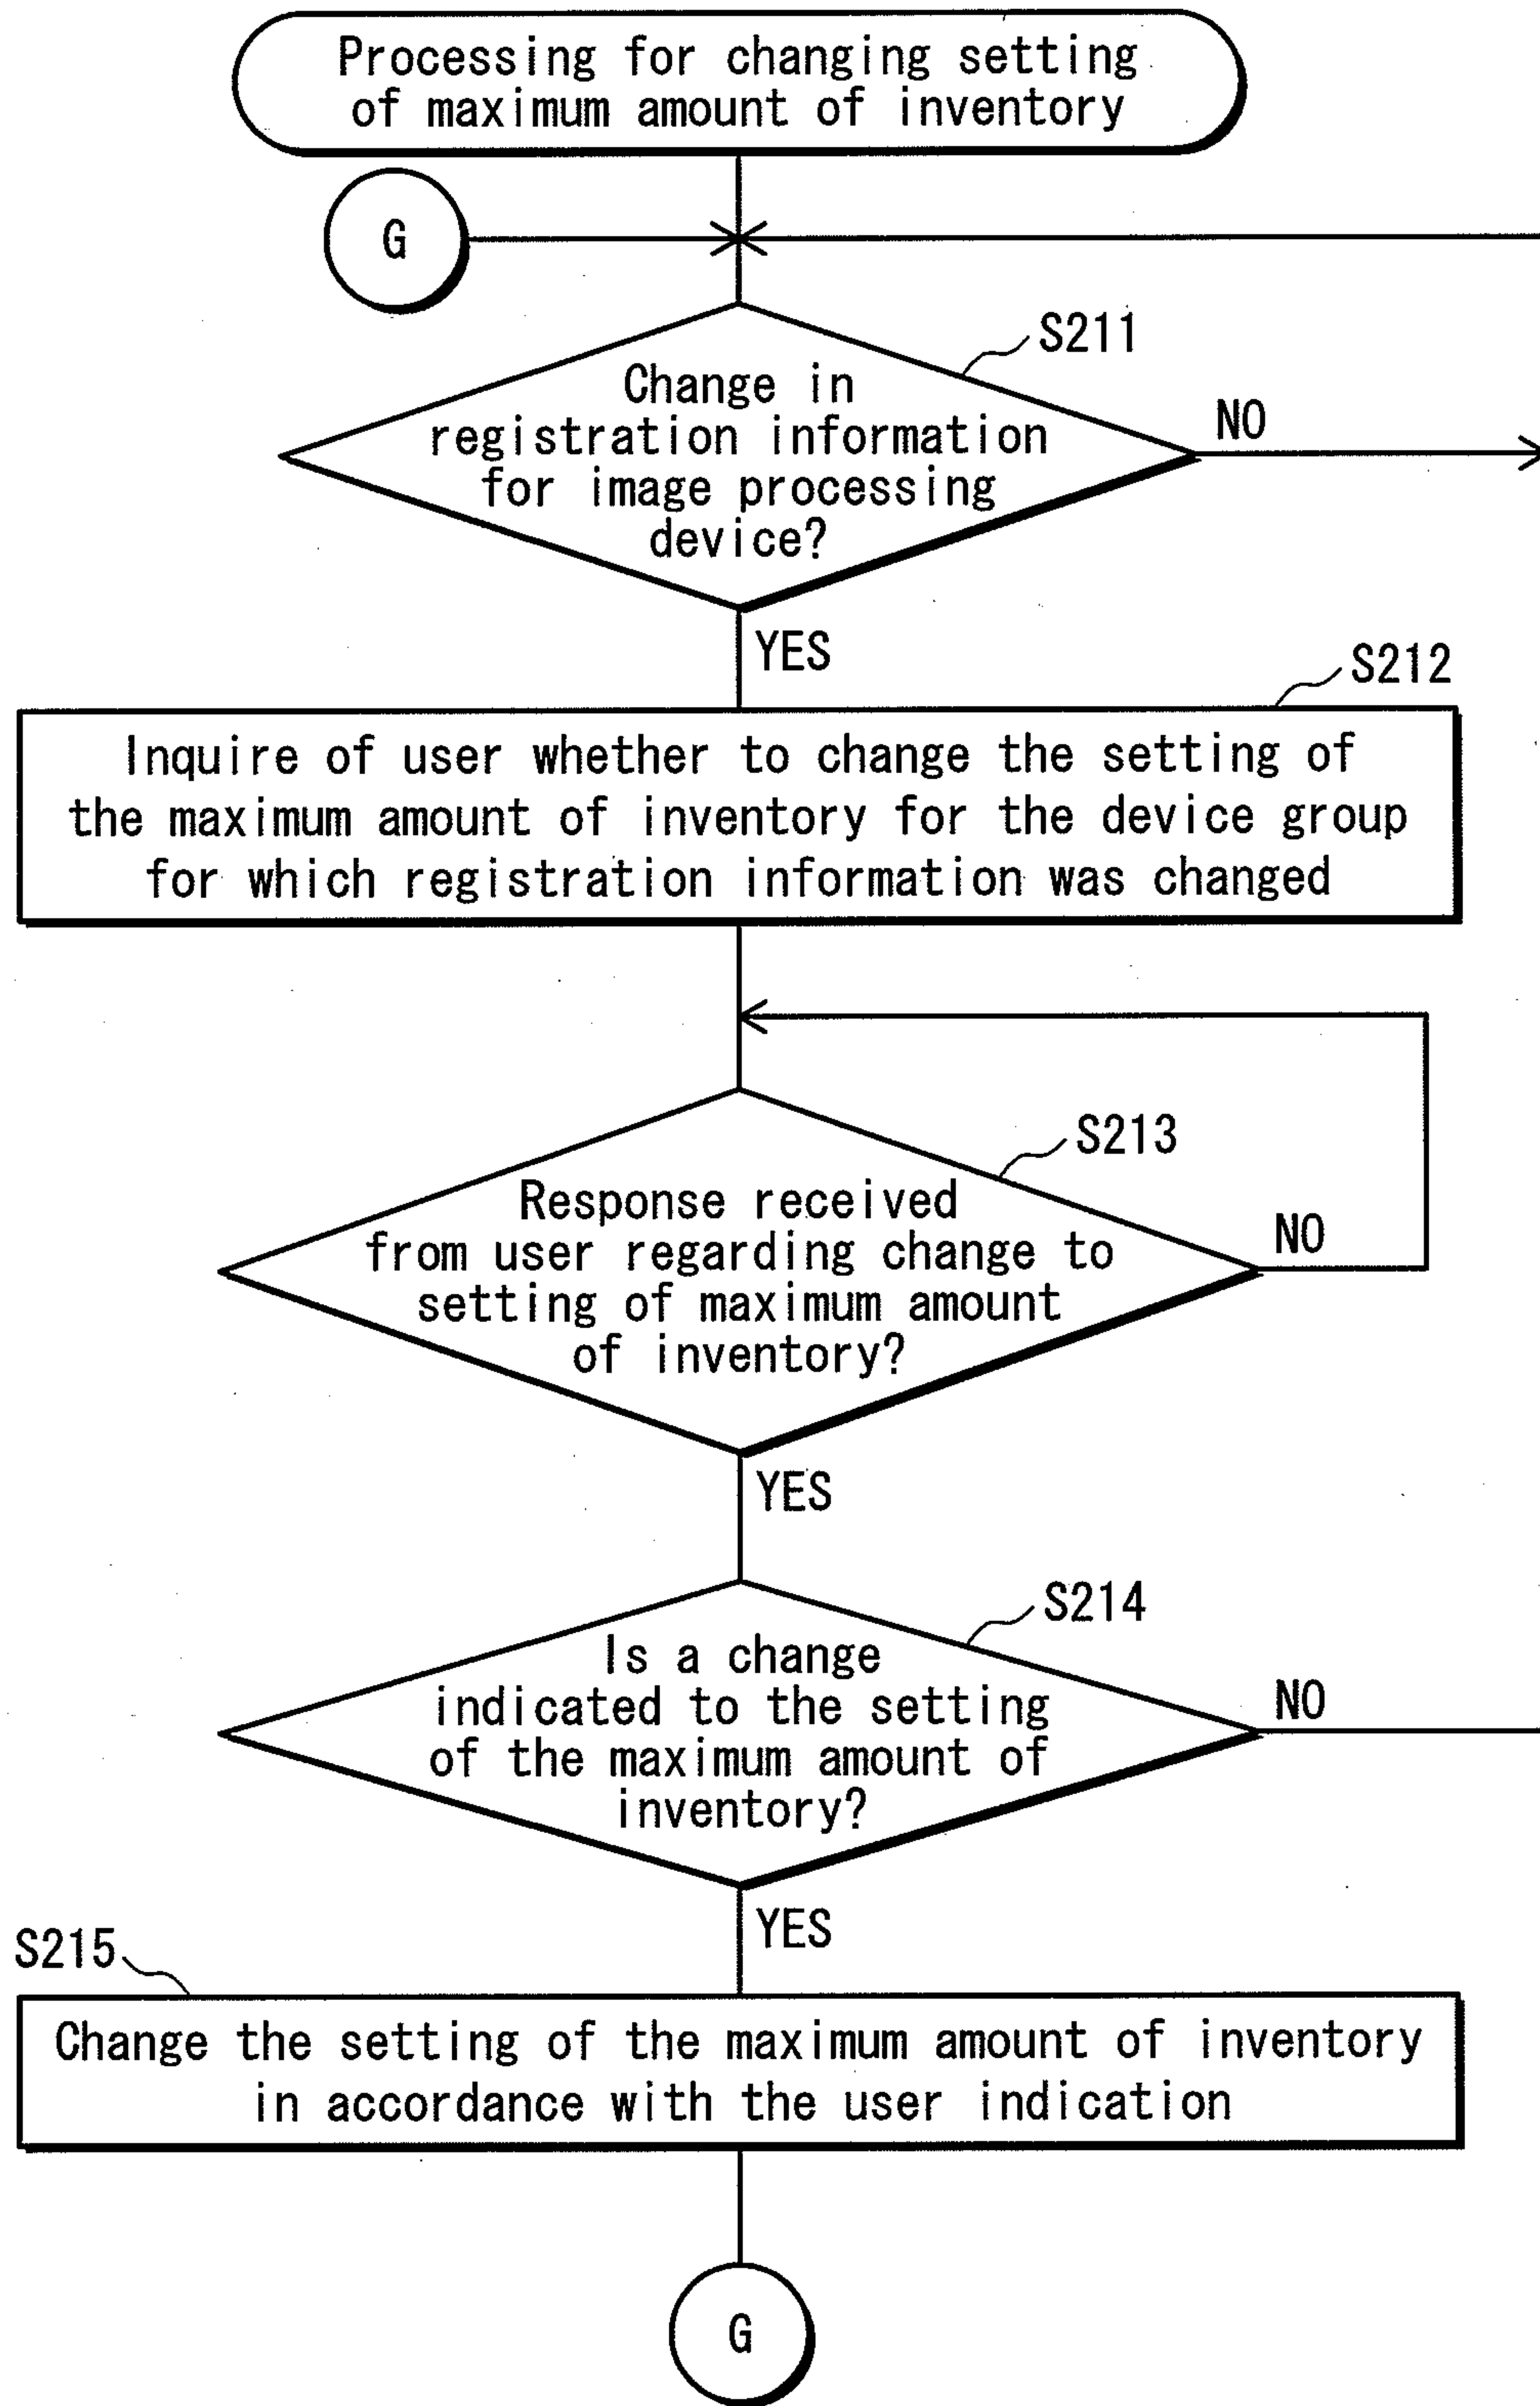 Processing for changing setting
of maximum amount of inventory
G
S211
Change in
registration information
for image processing
device?
NO
YES
S212
Inquire of user whether to change the setting of
the maximum amount of inventory for the device group
for which registration information was changed
S213
Response received
from user regarding change to
setting of maximum amount
of inventory?
NO
YES
S214
Is a change
indicated to the setting
of the maximum amount of
inventory?
NO
YES
S215
Change the setting of the maximum amount of inventory
in accordance with the user indication
G